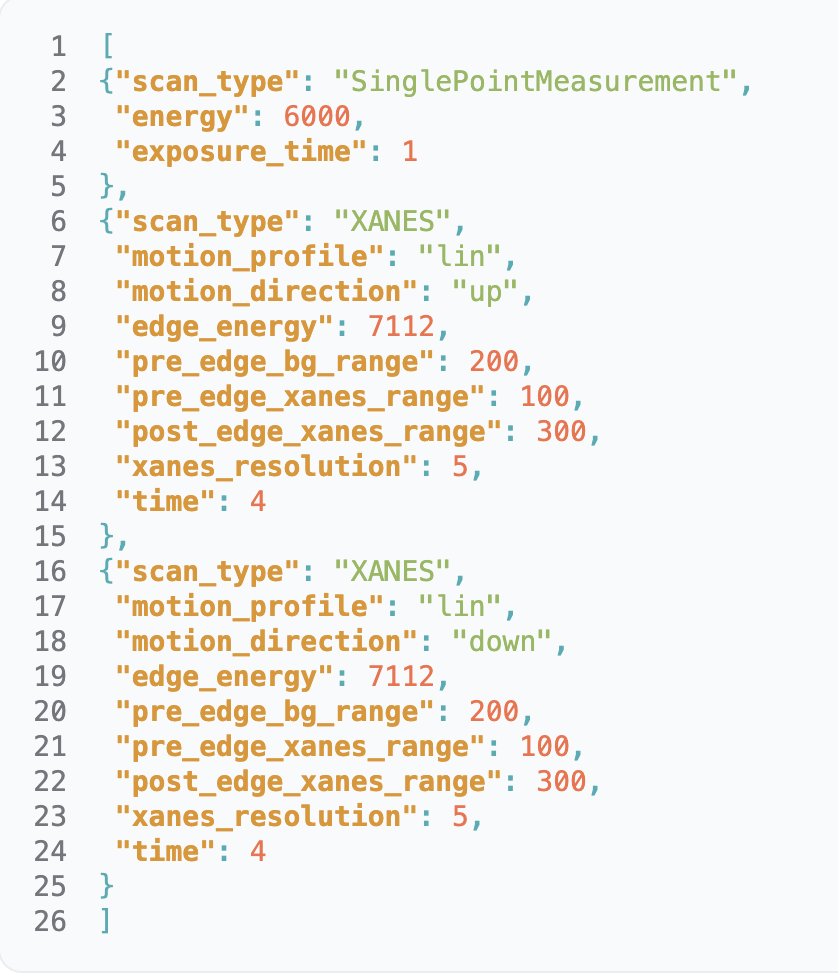 1 [
2 {"scan_type": "SinglePointMeasurement",
3 "energy": 6000,
4 "exposure_time": 1
5 },
6 {"scan_type": "XANES",
7 "motion_profile": "lin",
8 "motion_direction": "up",
9 "edge_energy": 7112,
10 "pre_edge_bg_range": 200,
11 "pre_edge_xanes_range": 100,
12 "post_edge_xanes_range": 300,
13 "xanes_resolution": 5,
14 "time": 4
15 },
16 {"scan_type": "XANES",
17 "motion_profile": "lin",
18 "motion_direction": "down",
19 "edge_energy": 7112,
20 "pre_edge_bg_range": 200,
21 "pre_edge_xanes_range": 100,
22 "post_edge_xanes_range": 300,
23 "xanes_resolution": 5,
24 "time": 4
25 }
26 ]